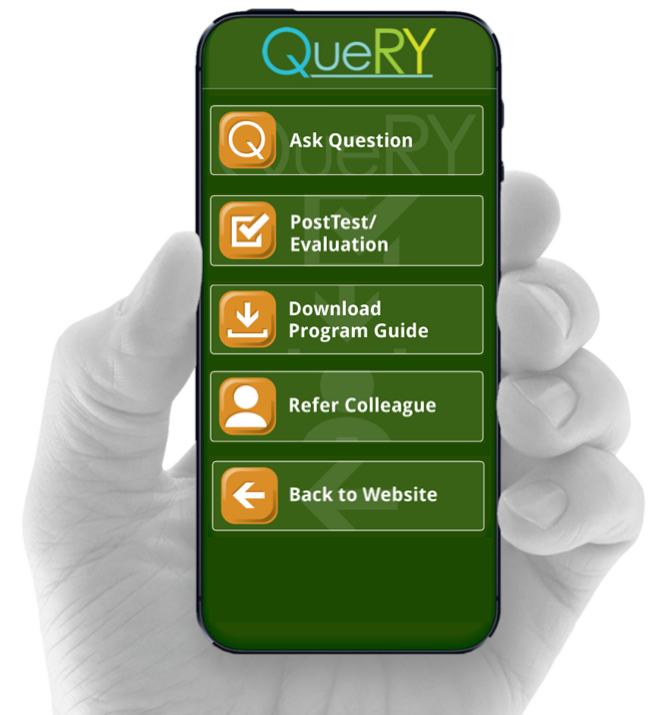 QueRY
Ask Question
PostTest/
Evaluation
Download
Program Guide
Refer Colleague
Back to Website